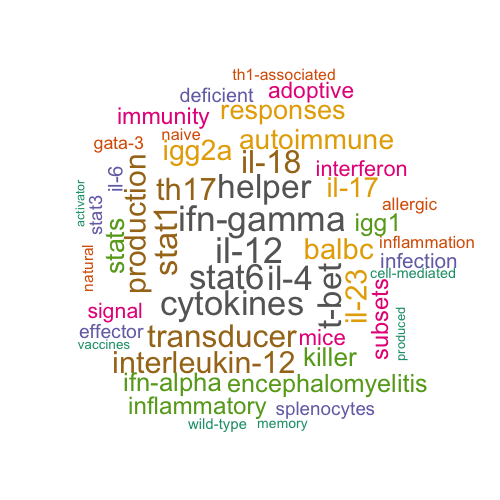 th1-associated
deficient
adoptive
immunity
responses
gata-3
naive
autoimmune
igg2a
il-18
interferon
il-6
production
th17
helper
il-17
activator
stat3
allergic
stats
stat1
ifn-gamma
igg1
natural
il-12
balbc
inflammation
infection
stat6
il-4
t-bet
il-23
cell-mediated
subsets
cytokines
signal
produced
effector
transducer
mice
vaccines
interleukin-12
killer
ifn-alpha
encephalomyelitis
inflammatory
splenocytes
wild-type
memory